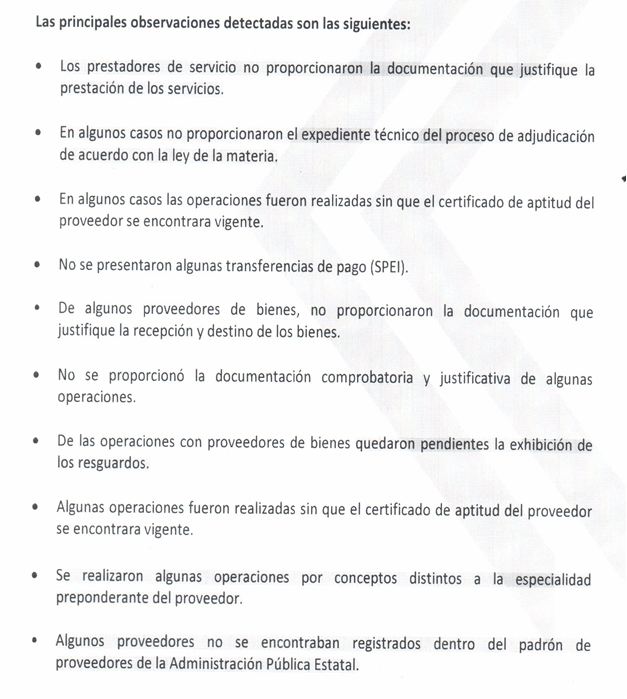 Las principales observaciones detectadas son las siguientes:
• Los prestadores de servicio no proporcionaron la documentación que justifique la
prestación de los servicios.
• En algunos casos no proporcionaron el expediente técnico del proceso de adjudicación
de acuerdo con la ley de la materia.
• En algunos casos las operaciones fueron realizadas sin que el certificado de aptitud del
proveedor se encontrara vigente.
• No se presentaron algunas transferencias de pago (SPEI).
• De algunos proveedores de bienes, no proporcionaron la documentación que
justifique la recepción y destino de los bienes.
• No se proporcionó la documentación comprobatoria y justificativa de algunas
operaciones.
• De las operaciones con proveedores de bienes quedaron pendientes la exhibición de
los resguardos.
• Algunas operaciones fueron realizadas sin que el certificado de aptitud del proveedor
se encontrara vigente.
• Se realizaron algunas operaciones por conceptos distintos a la especialidad
preponderante del proveedor.
• Algunos proveedores no se encontraban registrados dentro del padrón de
proveedores de la Administración Pública Estatal.